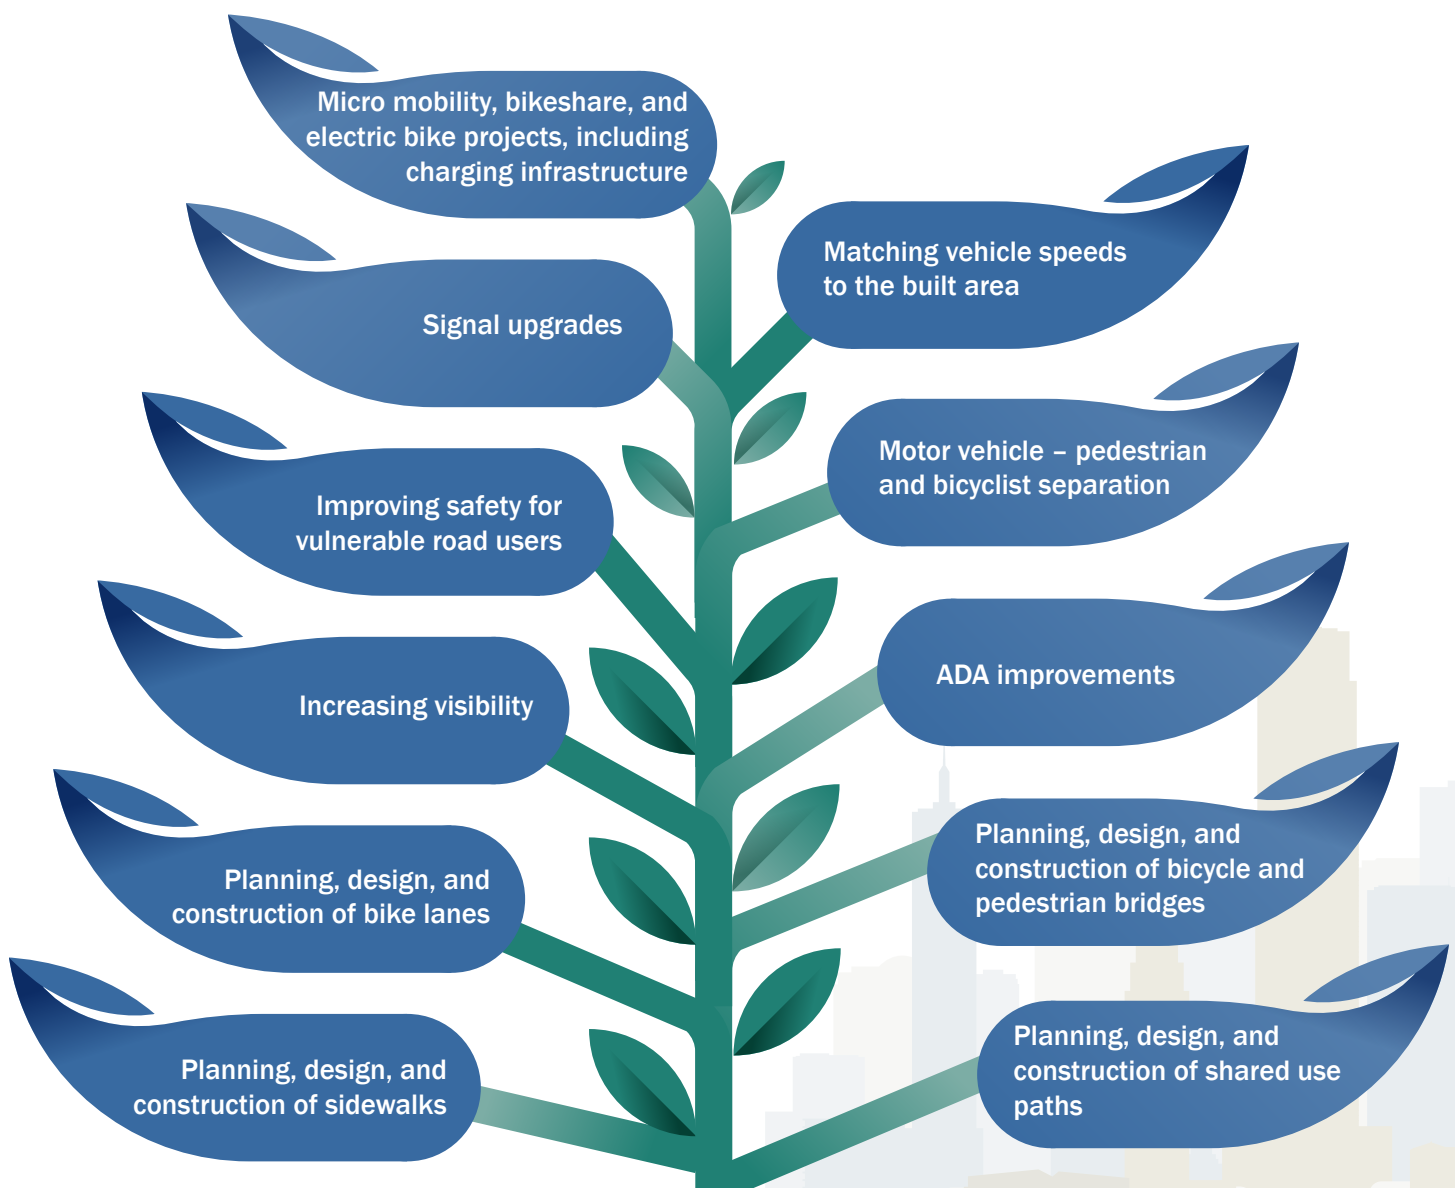 Micro mobility, bikeshare, and
electric bike projects, including
charging infrastructure
Matching vehicle speeds
to the built area
Signal upgrades
Motor vehicle – pedestrian
and bicyclist separation
Improving safety for
vulnerable road users
ADA improvements
Increasing visibility
Planning, design, and
construction of bicycle and
pedestrian bridges
Planning, design, and
construction of bike lanes
Planning, design, and
construction of shared use
paths
Planning, design, and
construction of sidewalks